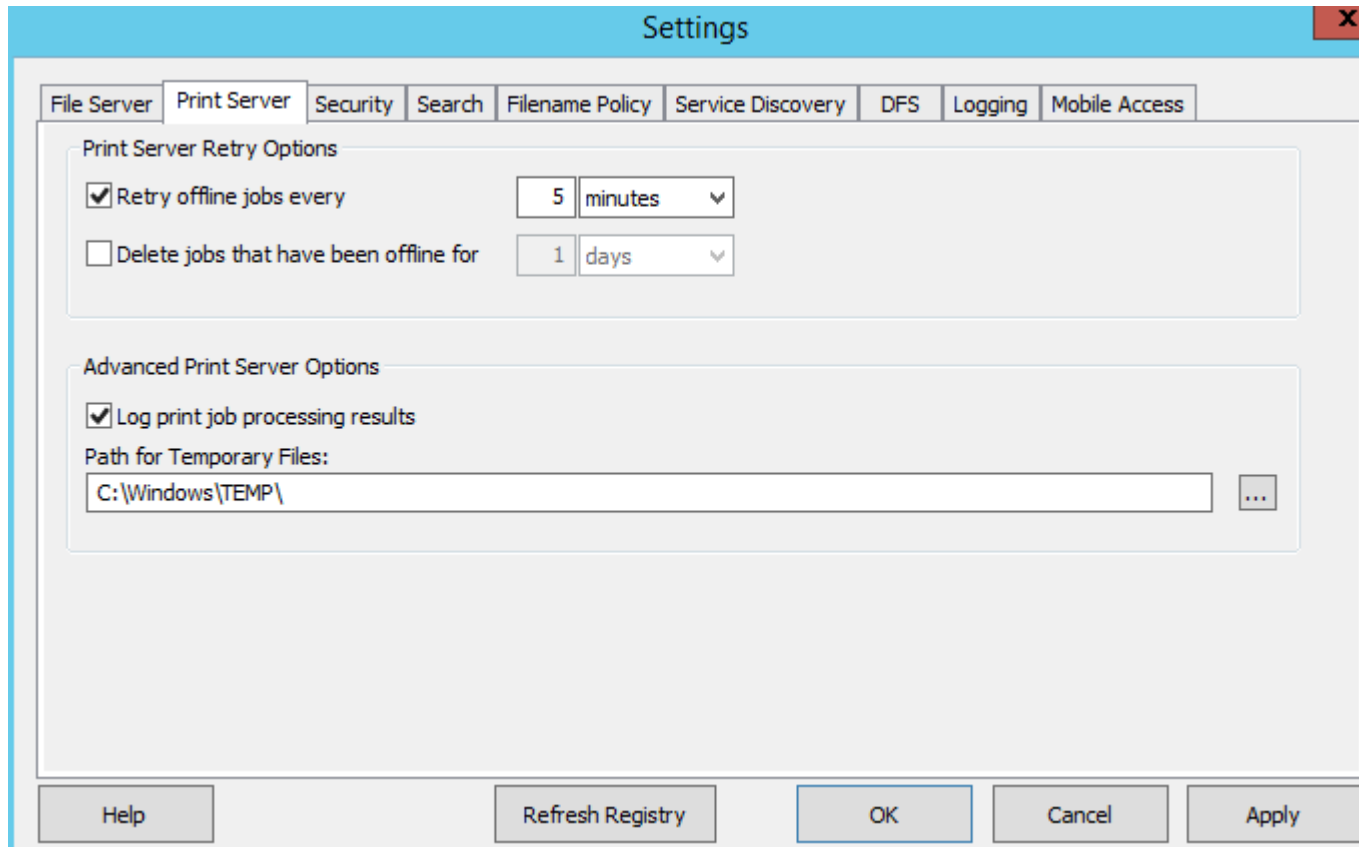 Settings
x
File Server Print Server Security Search Filename Policy Service Discovery DFS Logging Mobile Access
Print Server Retry Options
Retry offline jobs every 5 minutes
Delete jobs that have been offline for 1 days
Advanced Print Server Options
Log print job processing results
Path for Temporary Files:
C:\Windows\TEMP\
...
Help Refresh Registry OK Cancel Apply